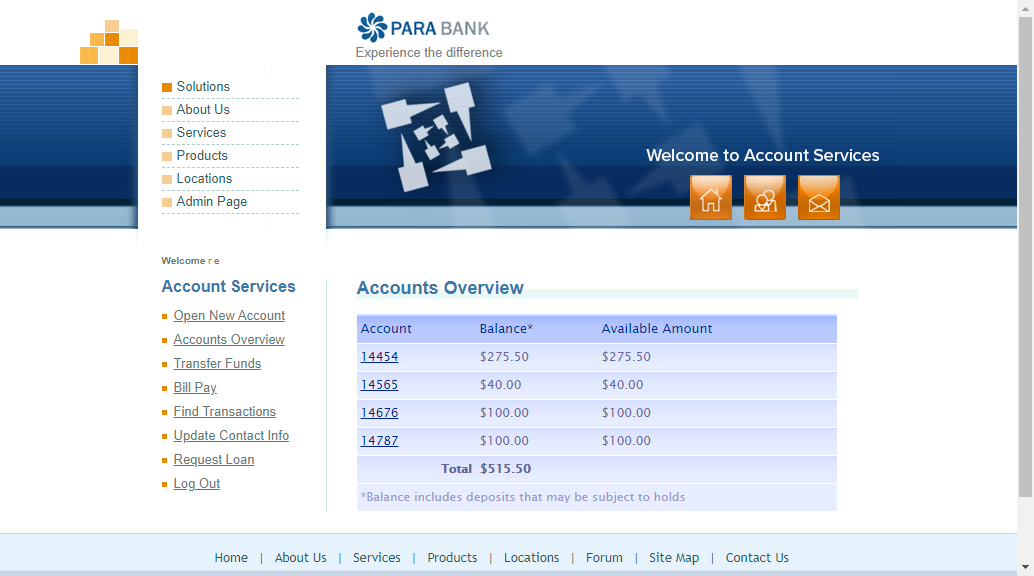 PARA BANK
Experience the difference
Solutions
About Us
Services
Products
Locations
Admin Page
Welcome to Account Services
Welcome r e
Account Services
Open New Account
Accounts Overview
Transfer Funds
Bill Pay
Find Transactions
Update Contact Info
Request Loan
Log Out
Accounts Overview
Account Balance* Available Amount
14454 $275.50 $275.50
14565 $40.00 $40.00
14676 $100.00 $100.00
14787 $100.00 $100.00
Total $515.50
*Balance includes deposits that may be subject to holds
Home | About Us | Services | Products | Locations | Forum | Site Map | Contact Us